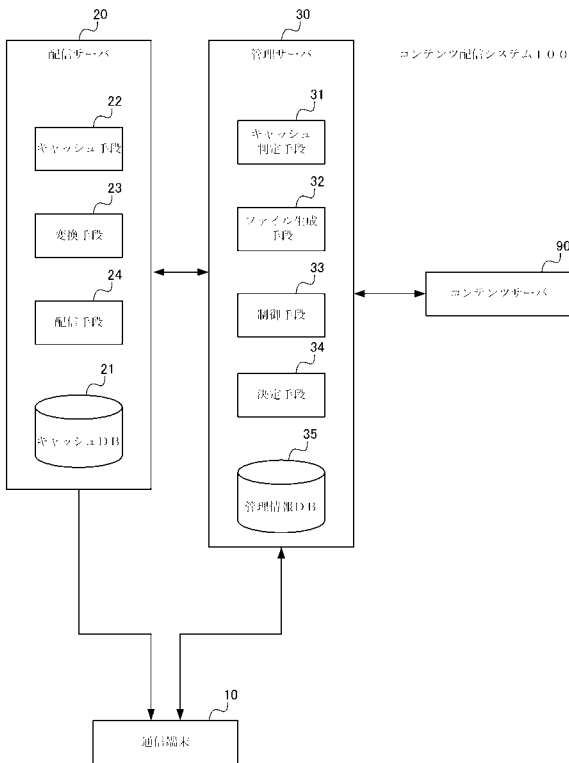 20
配信サーバ
22
キャッシュ手段
23
変換手段
24
配信手段
21
キャッシュDB
30
管理サーバ
31
キャッシュ
判定手段
32
ファイル生成
手段
33
制御手段
34
決定手段
35
管理情報DB
コンテンツ配信システム100
90
コンテンツサーバ
10
通信端末